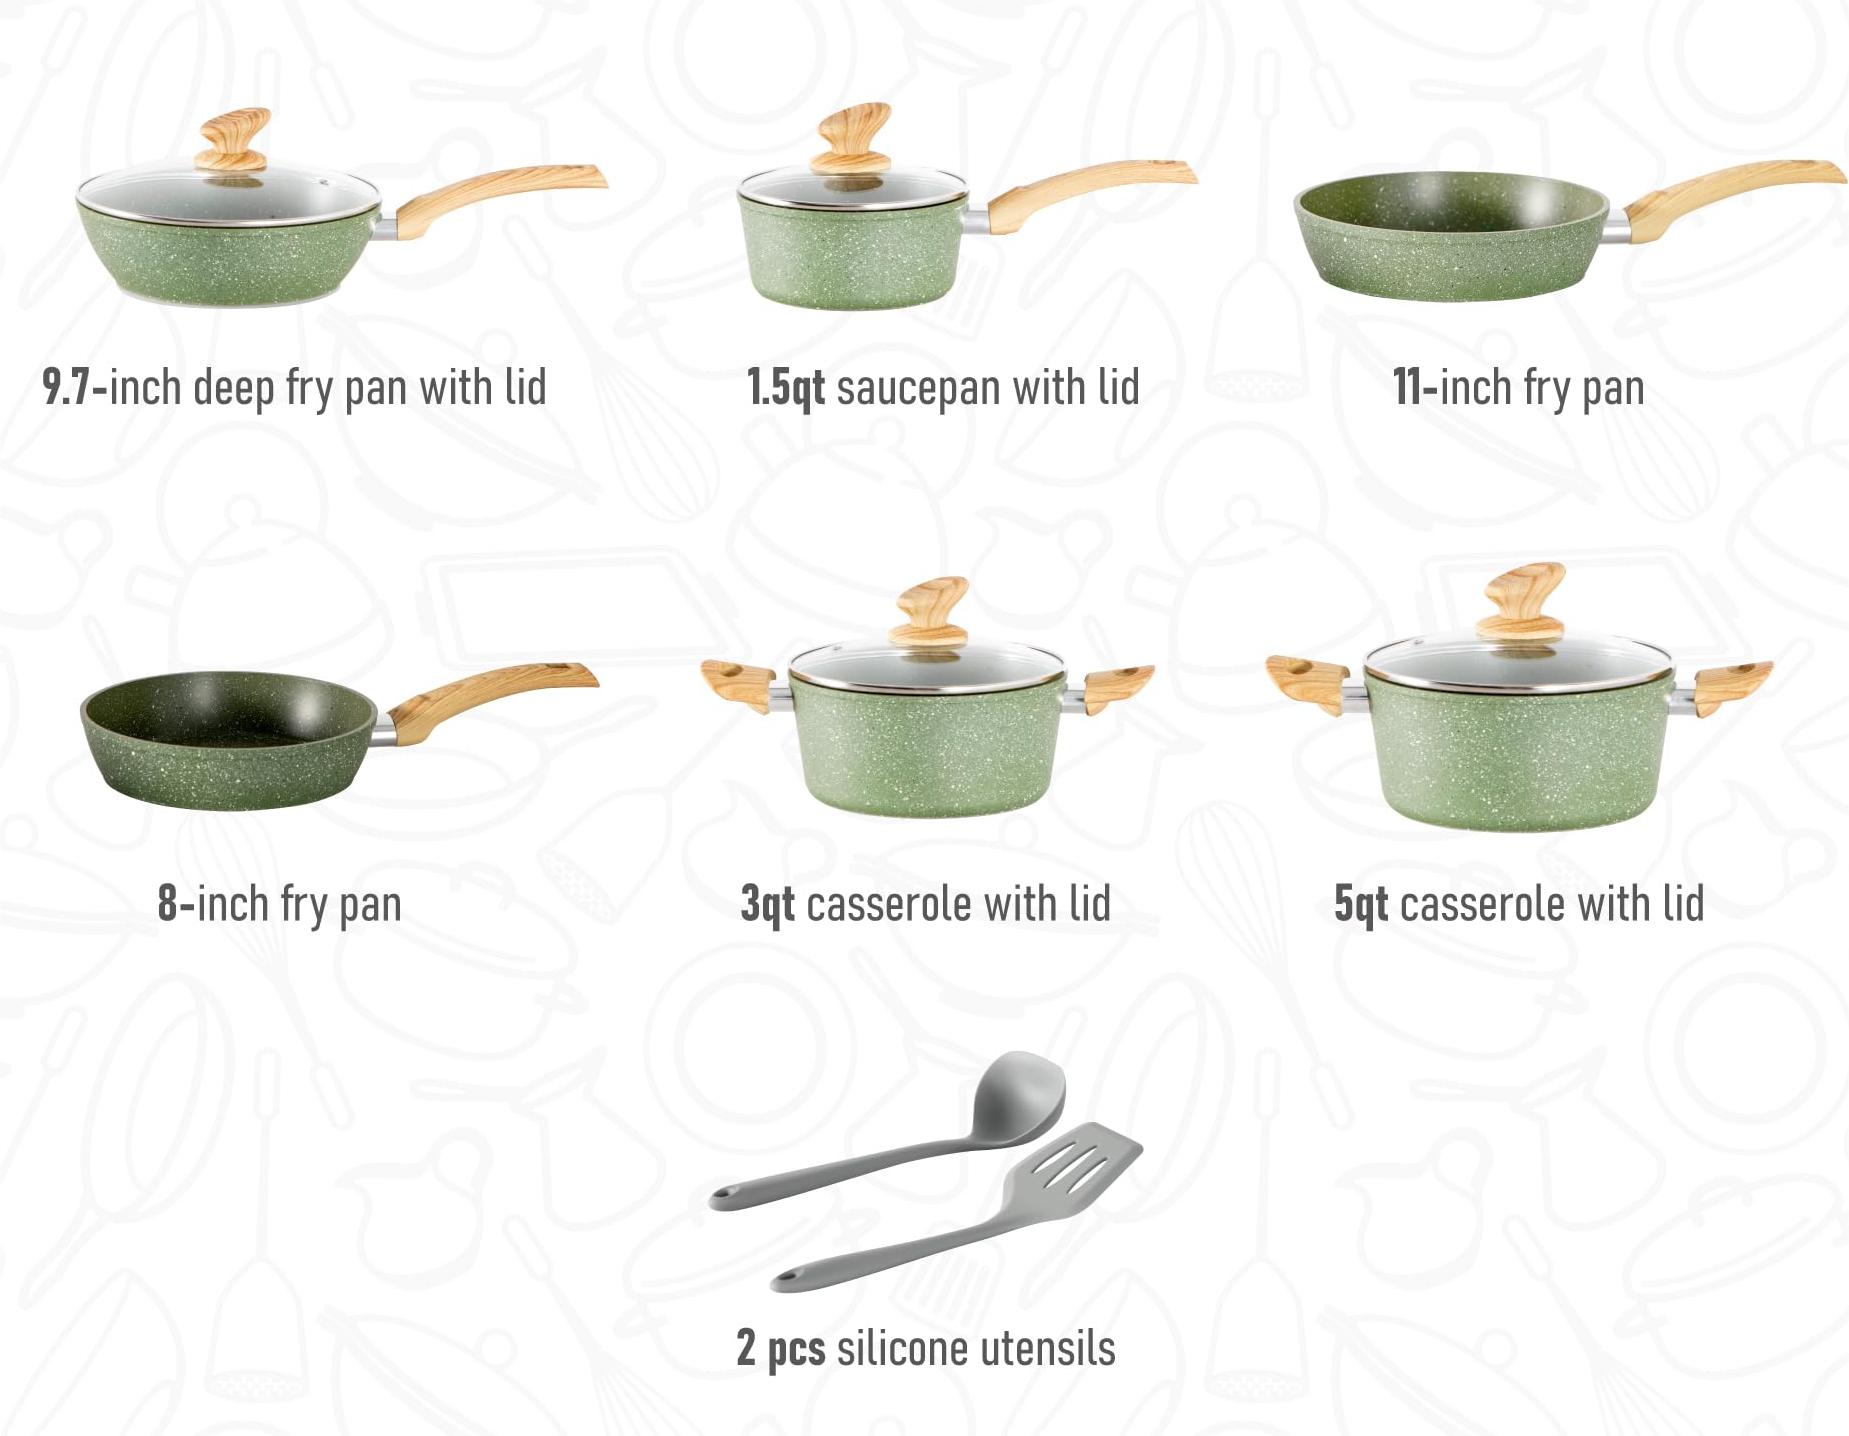 9.7-inch deep fry pan with lid
1.5qt saucepan with lid
11-inch fry pan
8-inch fry pan
3qt casserole with lid
5qt casserole with lid
2 pcs silicone utensils